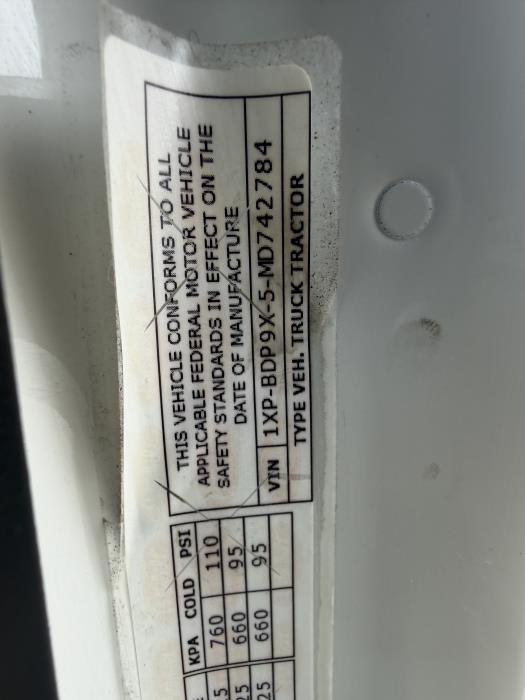 THIS VEHICLE CONFORMS TO ALL
APPLICABLE FEDERAL MOTOR VEHICLE
SAFETY STANDARDS IN EFFECT ON THE
DATE OF MANUFACTURE
VIN 1XP-BDP9X-5-MD742784
TYPE VEH. TRUCK TRACTOR
KPA COLD PSI
760 110
660 95
25 660 95